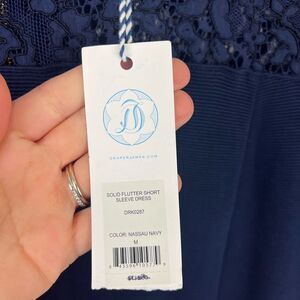 D
DRAPERJAMES.COM
SOLID FLUTTER SHORT
SLEEVE DRESS
DRK0287
COLOR: NASSAU NAVY
M